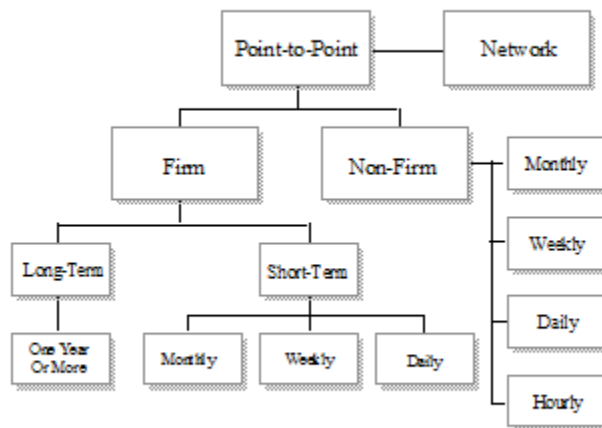 Point-to-Point
Network
Firm
Non-Firm
Monthly
Weekly
Daily
Hourly
Long-Term
Short-Term
One Year
Or More
Monthly
Weekly
Daily